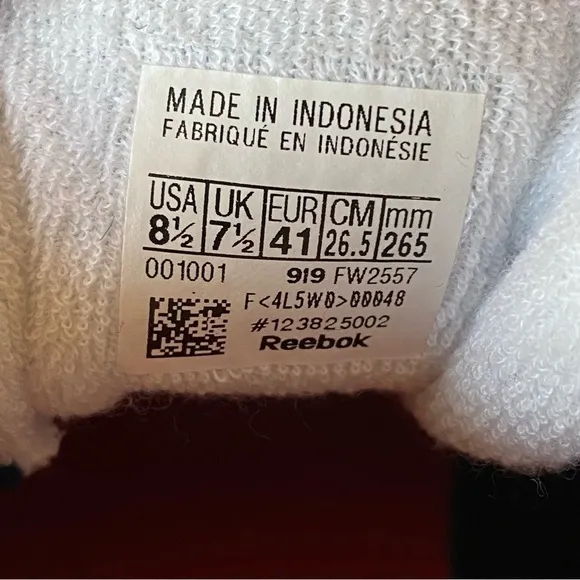 MADE IN INDONESIA
FABRIQUÉ EN INDONÉSIE
USA UK EUR CM mm
8½ 7½ 41 26.5 265
001001 919 FW2557
F<4L5W0>00048
#123825002
Reebok